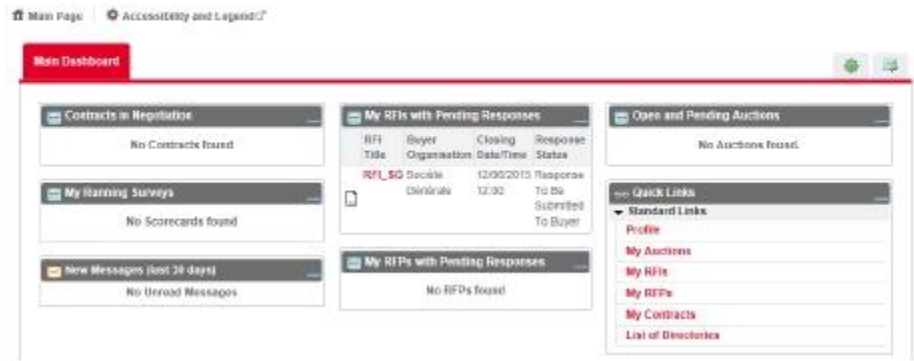 Main Page
Accessibility and Legend
Main Dashboard
Contracts in Negotiation
No Contracts found
My Running Surveys
No Scorecards found
New Messages (last 30 days)
No Unread Messages
My RFIs with Pending Responses
RFI Title Buyer Organisation Closing Date/Time Response Status
RFI_SG Société Générale 12/06/2015 12:00 Response To Be Submitted To Buyer
My RFPs with Pending Responses
No RFPs found
Open and Pending Auctions
No Auctions found.
Quick Links
Standard Links
Profile
My Auctions
My RFIs
My RFPs
My Contracts
List of Directories